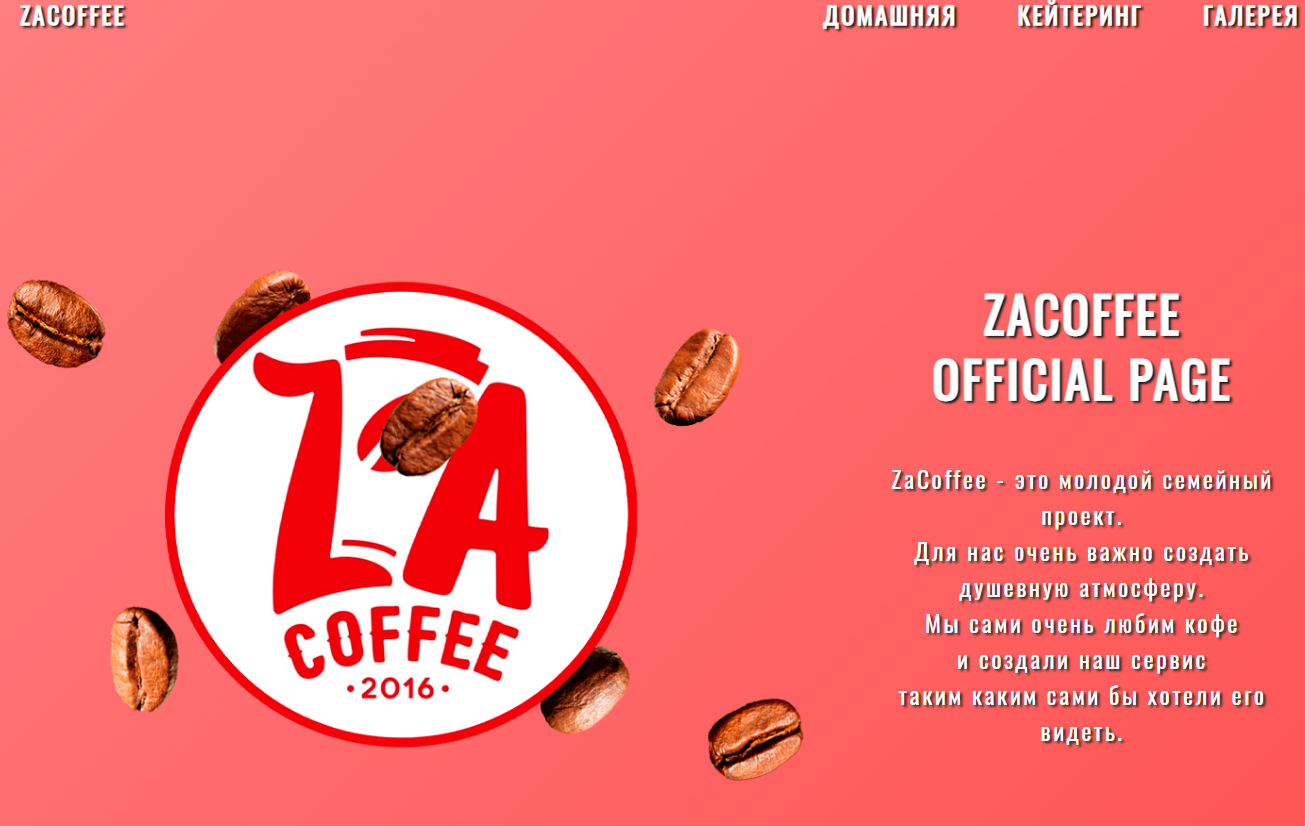 ZACOFFEE
ДОМАШНЯЯ КЕЙТЕРИНГ ГАЛЕРЕЯ
ZA
COFFEE
·2016·
ZACOFFEE
OFFICIAL PAGE
ZaCoffee - это молодой семейный
проект.
Для нас очень важно создать
душевную атмосферу.
Мы сами очень любим кофе
и создали наш сервис
таким каким сами бы хотели его
видеть.